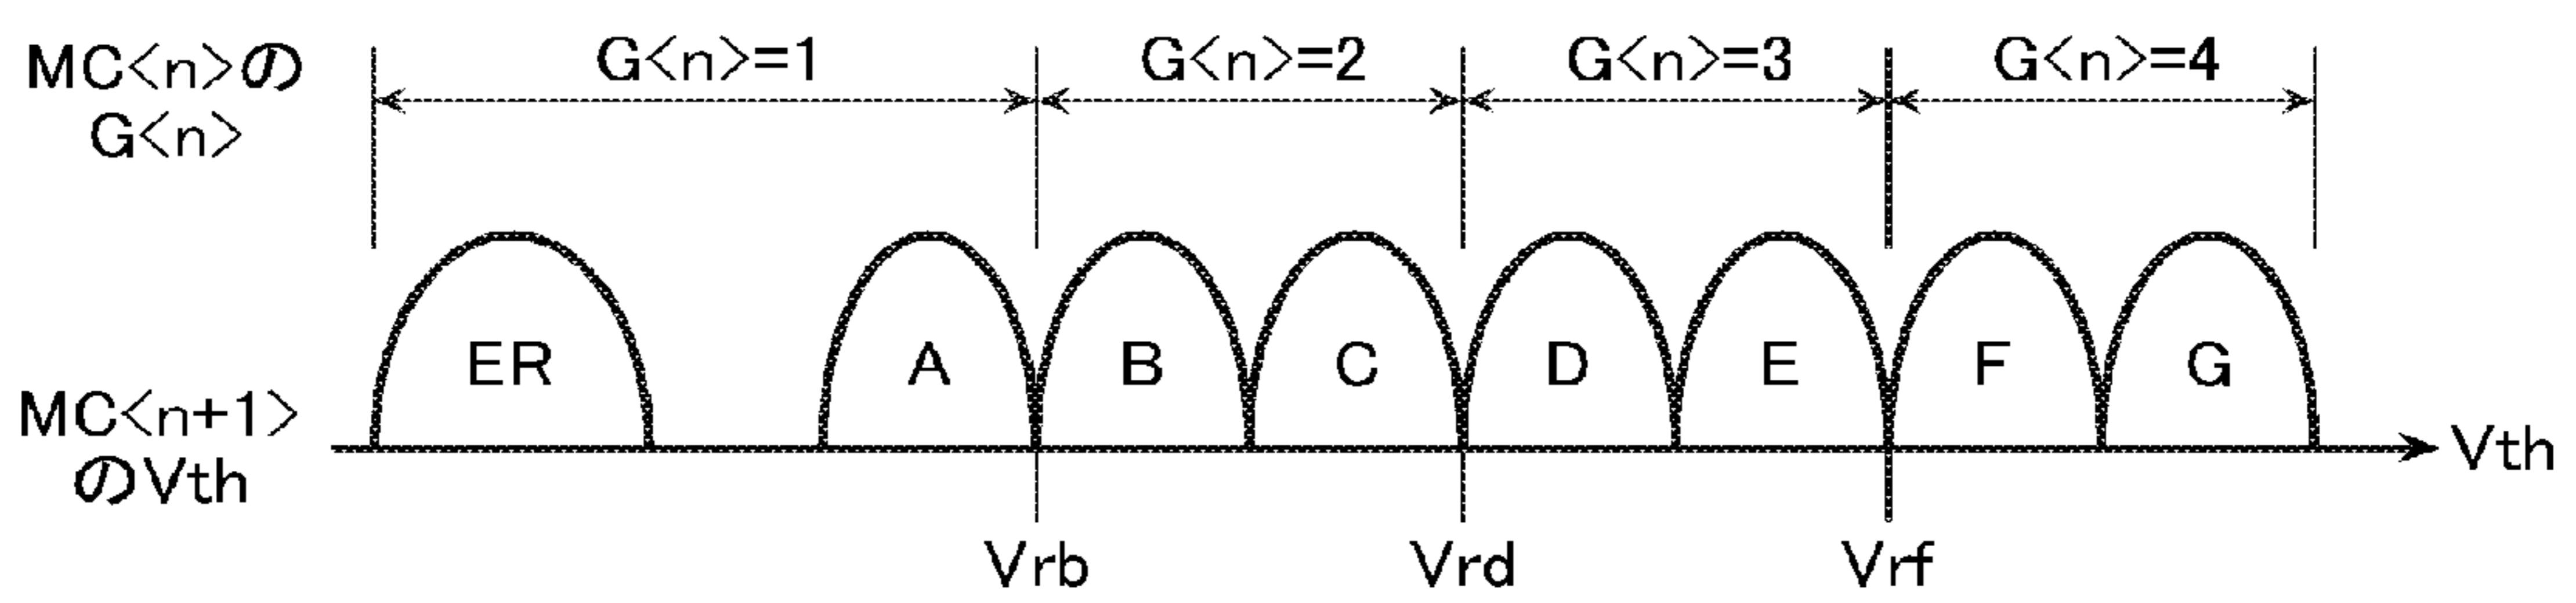 MC<n>の
G<n>
G<n>=1
G<n>=2
G<n>=3
G<n>=4
ER
A
B
C
D
E
F
G
MC<n+1>
のVth
Vth
Vrb
Vrd
Vrf